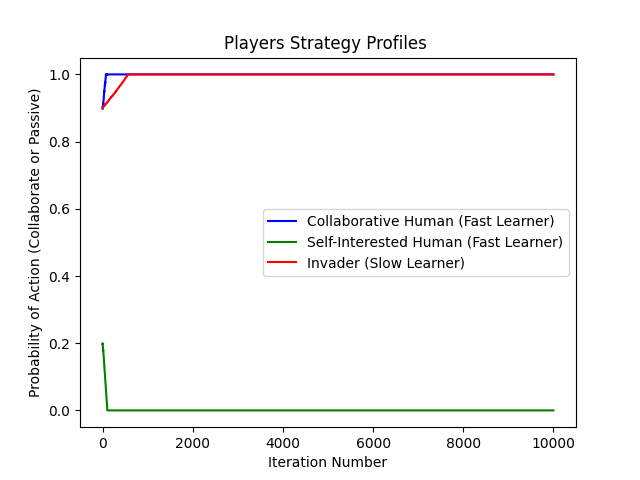 Players Strategy Profiles
Probability of Action (Collaborate or Passive)
1.0
0.8
0.6
0.4
0.2
0.0
Collaborative Human (Fast Learner)
Self-Interested Human (Fast Learner)
Invader (Slow Learner)
0 2000 4000 6000 8000 10000
Iteration Number